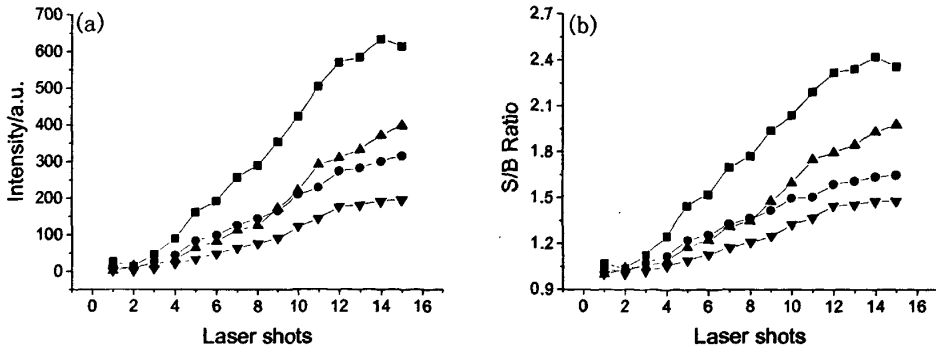 (a)
700
600
500
400
300
200
100
0
Intensity/a.u.
0 2 4 6 8 10 12 14 16
Laser shots
(b)
2.7
2.4
2.1
1.8
1.5
1.2
0.9
S/B Ratio
0 2 4 6 8 10 12 14 16
Laser shots